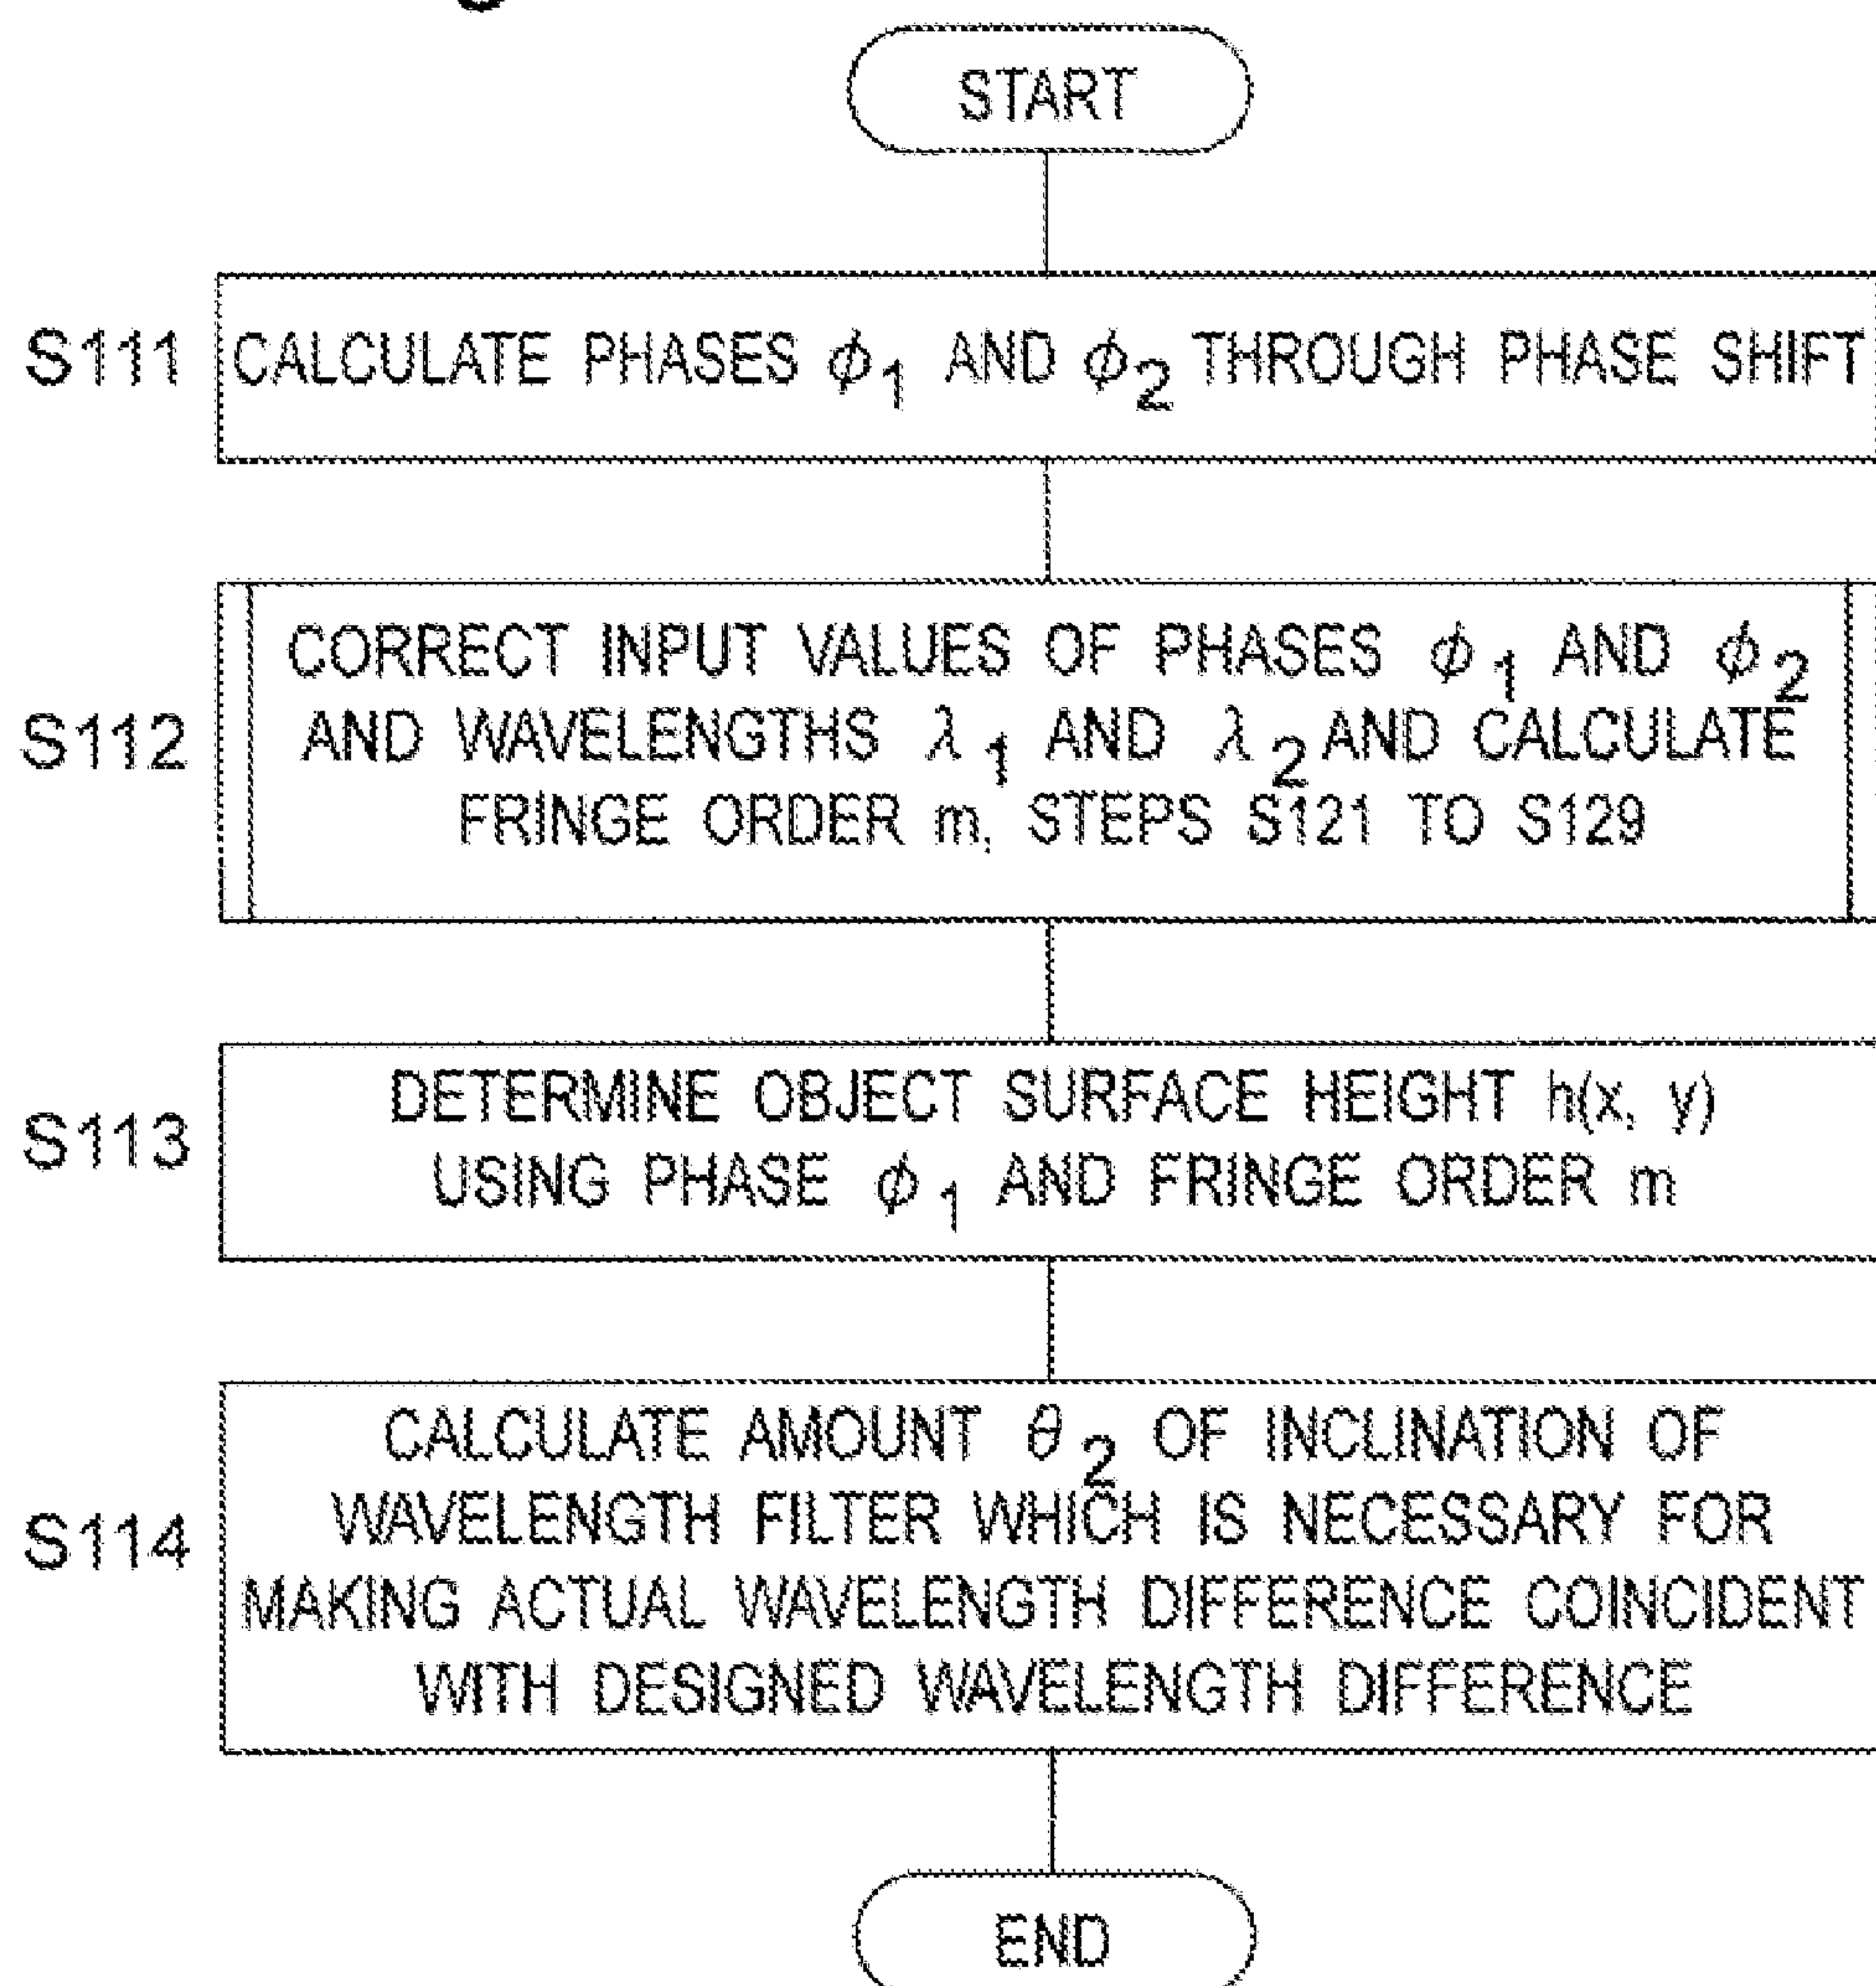 START
S111 CALCULATE PHASES ϕ1 AND ϕ2 THROUGH PHASE SHIFT
S112
CORRECT INPUT VALUES OF PHASES ϕ1 AND ϕ2
AND WAVELENGTHS λ1 AND λ2 AND CALCULATE
FRINGE ORDER m, STEPS S121 TO S129
S113
DETERMINE OBJECT SURFACE HEIGHT h(x, y)
USING PHASE ϕ1 AND FRINGE ORDER m
S114
CALCULATE AMOUNT θ2 OF INCLINATION OF
WAVELENGTH FILTER WHICH IS NECESSARY FOR
MAKING ACTUAL WAVELENGTH DIFFERENCE COINCIDENT
WITH DESIGNED WAVELENGTH DIFFERENCE
END